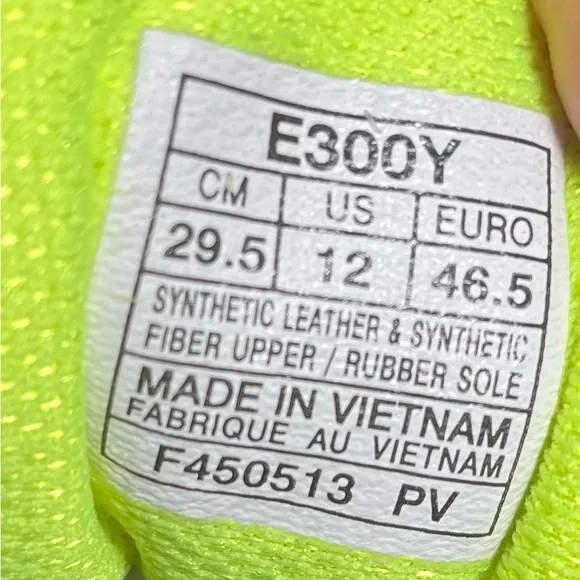 E300Y
CM US EURO
29.5 12 46.5
SYNTHETIC LEATHER & SYNTHETIC
FIBER UPPER / RUBBER SOLE
MADE IN VIETNAM
FABRIQUE AU VIETNAM
F450513 PV